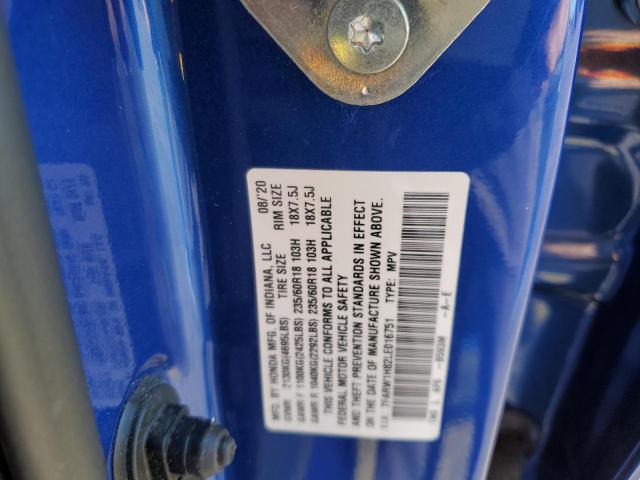 MFD. BY HONDA MFG. OF INDIANA, LLC 08/'20
TIRE SIZE RIM SIZE
GVWR 2130KG(4695LBS)
GAWR F 1100KG(2425LBS) 235/60R18 103H 18X7.5J
GAWR R 1040KG(2292LBS) 235/60R18 103H 18X7.5J
THIS VEHICLE CONFORMS TO ALL APPLICABLE
FEDERAL MOTOR VEHICLE SAFETY
AND THEFT PREVENTION STANDARDS IN EFFECT
ON THE DATE OF MANUFACTURE SHOWN ABOVE.
V.I.N. 7FARW1H82LE016751 TYPE: MPV
-B593M -A-E